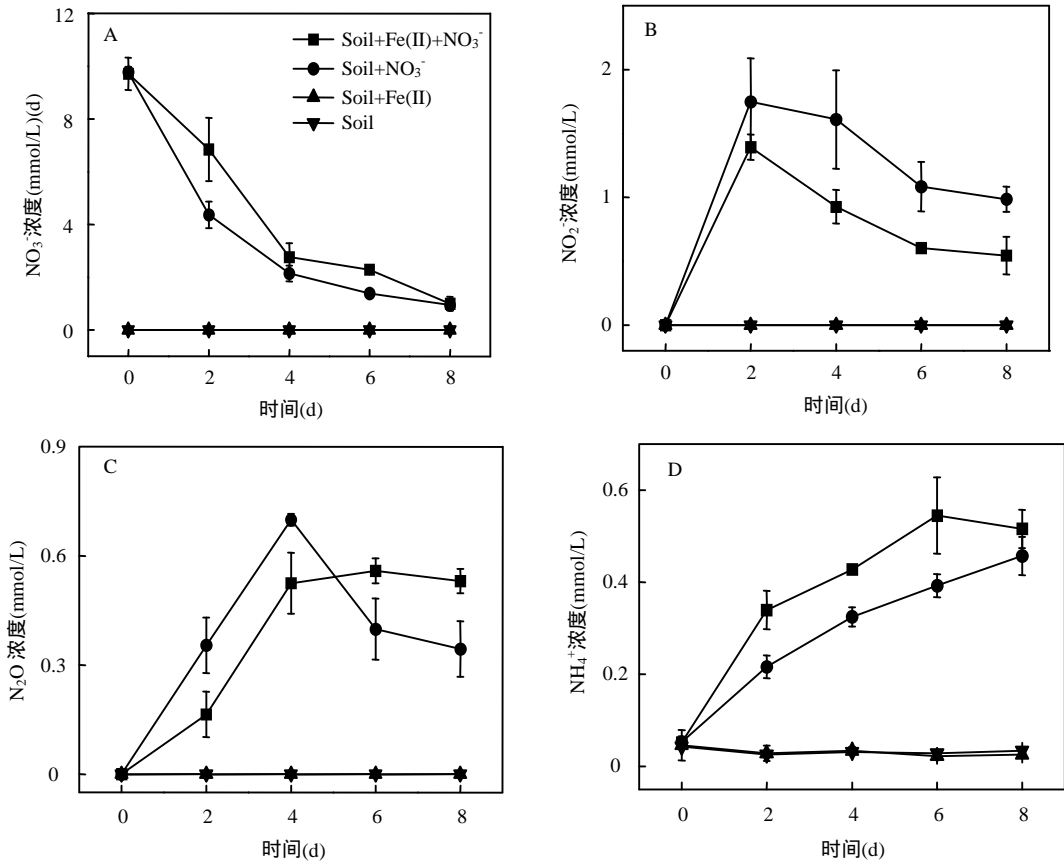 A
Soil+Fe(II)+NO₃⁻
Soil+NO₃⁻
Soil+Fe(II)
Soil
NO₃⁻浓度(mmol/L)(d)
12
8
4
0
0 2 4 6 8
时间(d)
B
NO₂⁻浓度(mmol/L)
2
1
0
0 2 4 6 8
时间(d)
C
N₂O 浓度(mmol/L)
0.9
0.6
0.3
0
0 2 4 6 8
时间(d)
D
NH₄⁺浓度(mmol/L)
0.6
0.4
0.2
0
0 2 4 6 8
时间(d)